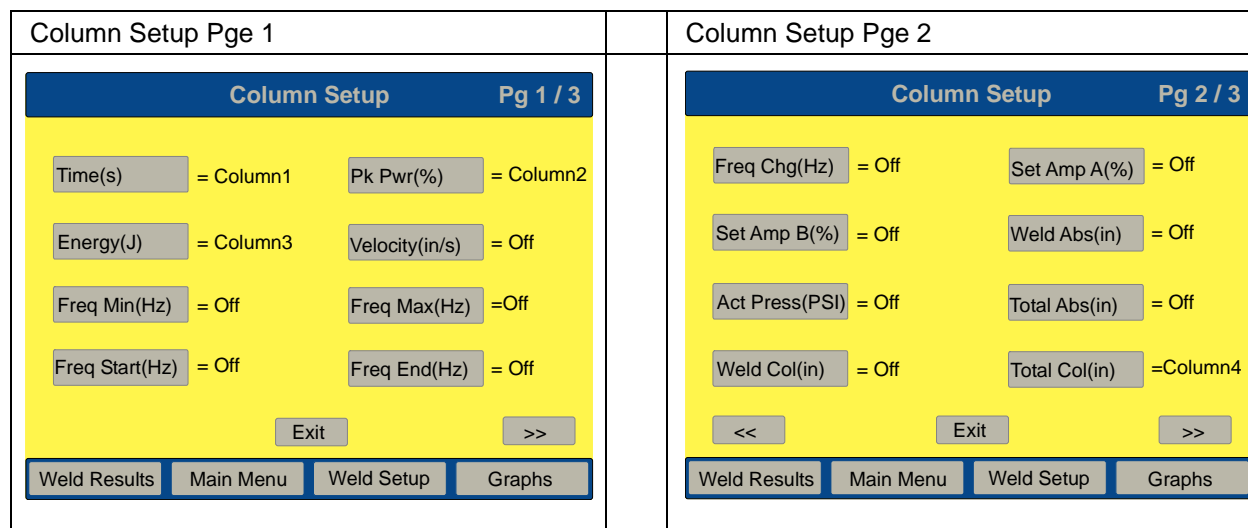 Column Setup Pge 1
Column Setup Pg 1 / 3
Time(s) = Column1 Pk Pwr(%) = Column2
Energy(J) = Column3 Velocity(in/s) = Off
Freq Min(Hz) = Off Freq Max(Hz) =Off
Freq Start(Hz) = Off Freq End(Hz) = Off
Exit >>
Weld Results Main Menu Weld Setup Graphs
Column Setup Pge 2
Column Setup Pg 2 / 3
Freq Chg(Hz) = Off Set Amp A(%) = Off
Set Amp B(%) = Off Weld Abs(in) = Off
Act Press(PSI) = Off Total Abs(in) = Off
Weld Col(in) = Off Total Col(in) =Column4
<< Exit >>
Weld Results Main Menu Weld Setup Graphs